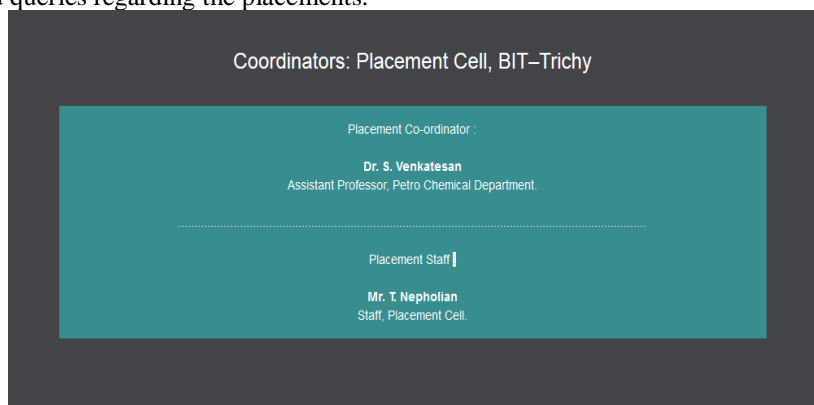 queries regarding the placements.
Coordinators: Placement Cell, BIT–Trichy
Placement Co-ordinator :
Dr. S. Venkatesan
Assistant Professor, Petro Chemical Department.
Placement Staff :
Mr. T. Nepholian
Staff, Placement Cell.